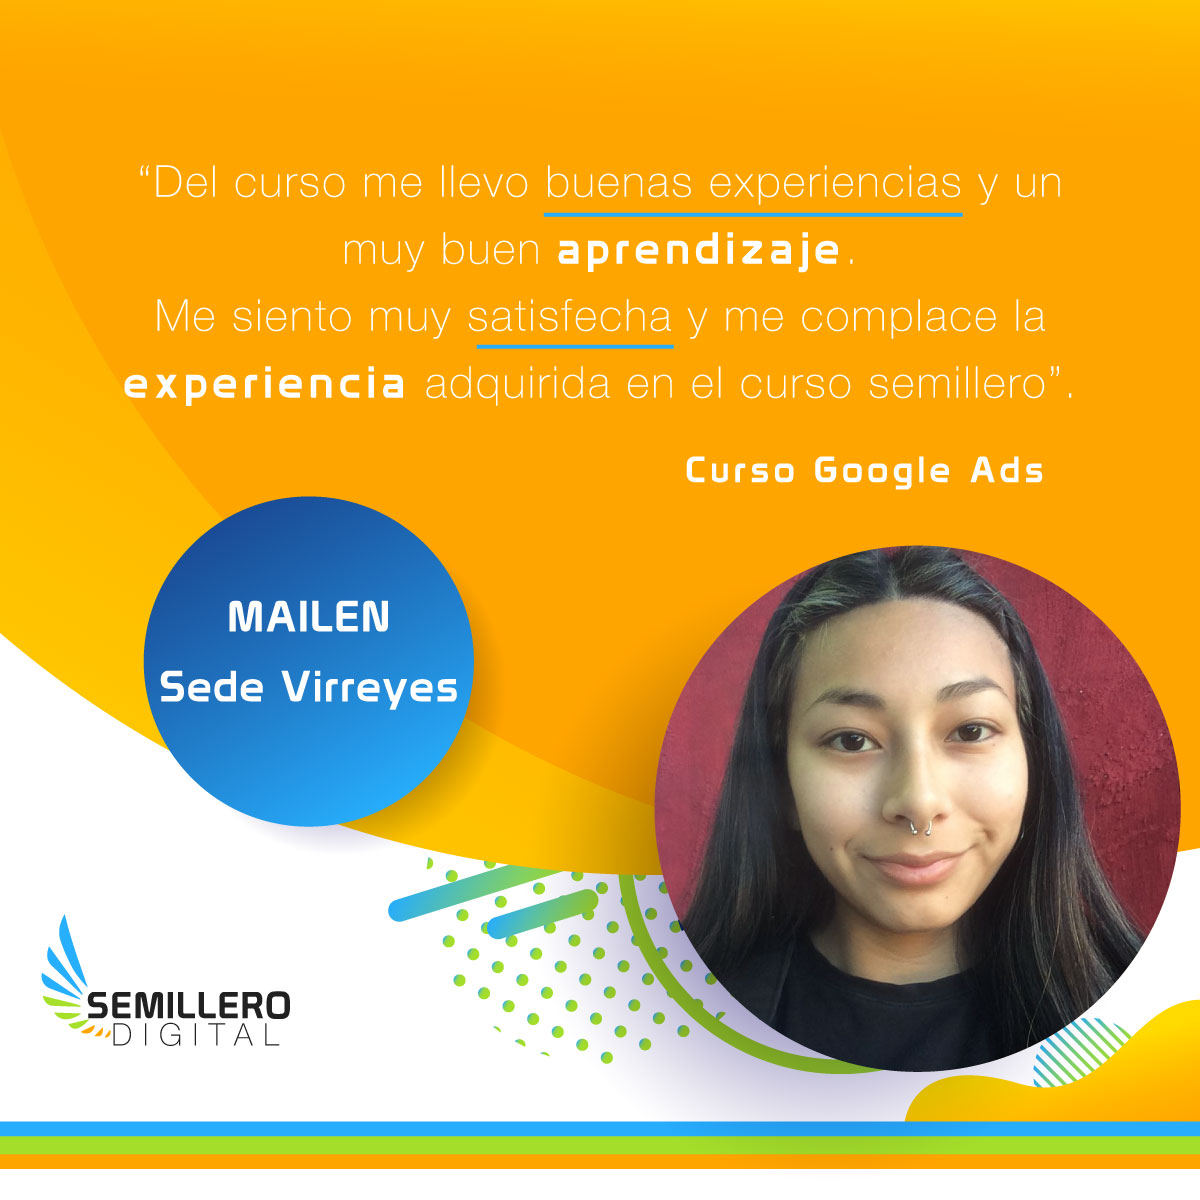 “Del curso me llevo buenas experiencias y un
muy buen aprendizaje.
Me siento muy satisfecha y me complace la
experiencia adquirida en el curso semillero”.
Curso Google Ads
MAILEN
Sede Virreyes
SEMILLERO
DIGITAL